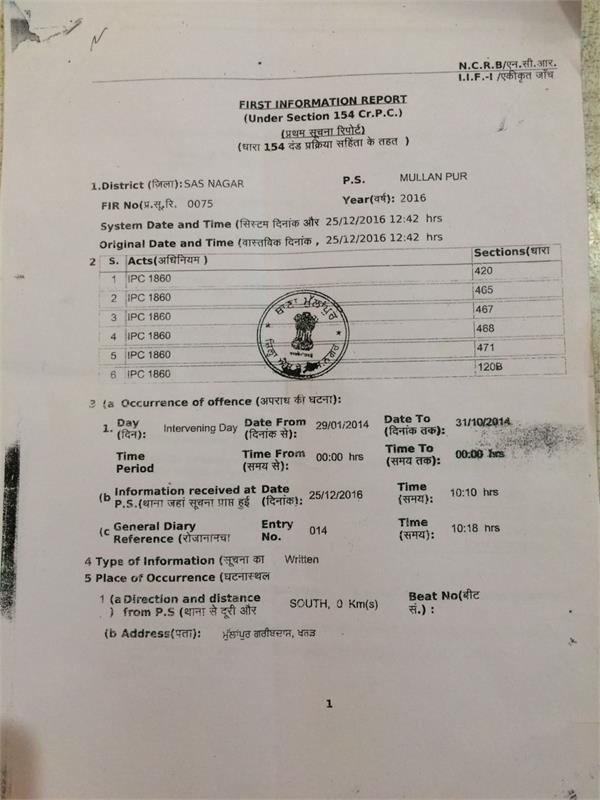 N
N.C.R.B/एन.सी.आर.
I.I.F.-I /एकीकृत जाँच
FIRST INFORMATION REPORT
(Under Section 154 Cr.P.C.)
(प्रथम सूचना रिपोर्ट)
(धारा 154 दंड प्रक्रिया सहिंता के तहत )
1.District (ज़िला): SAS NAGAR P.S. MULLAN PUR
FIR No(प्र.सू.रि. 0075 Year(वर्ष): 2016
System Date and Time (सिस्टम दिनांक और 25/12/2016 12:42 hrs
Original Date and Time (वास्तविक दिनांक , 25/12/2016 12:42 hrs
2 S. Acts(अधिनियम ) Sections(धारा
1 IPC 1860 420
2 IPC 1860 465
3 IPC 1860 467
4 IPC 1860 468
5 IPC 1860 471
6 IPC 1860 120B
ਥਾਣਾ ਮੁੱਲਾਂਪੁਰ
3 (a Occurrence of offence (अपराध की घटना):
1. Day Intervening Day Date From 29/01/2014 Date To 31/10/2014
(दिन): (दिनांक से): (दिनांक तक):
Time Time From 00:00 hrs Time To 00:00 hrs
Period (समय से): (समय तक):
(b Information received at Date 25/12/2016 Time 10:10 hrs
P.S.(थाना जहां सूचना प्राप्त हुई (दिनांक): (समय):
(c General Diary Entry 014 Time 10:18 hrs
Reference (रोजानामचा No. (समय):
4 Type of Information (सूचना का Written
5 Place of Occurrence (घटनास्थल
1 (a Direction and distance SOUTH, 0 Km(s) Beat No(बीट
) from P.S (थाना से दूरी और सं.) :
(b Address(पता): ਮੁੱਲਾਂਪੁਰ ਗਰੀਬਦਾਸ, ਖਰੜ
1